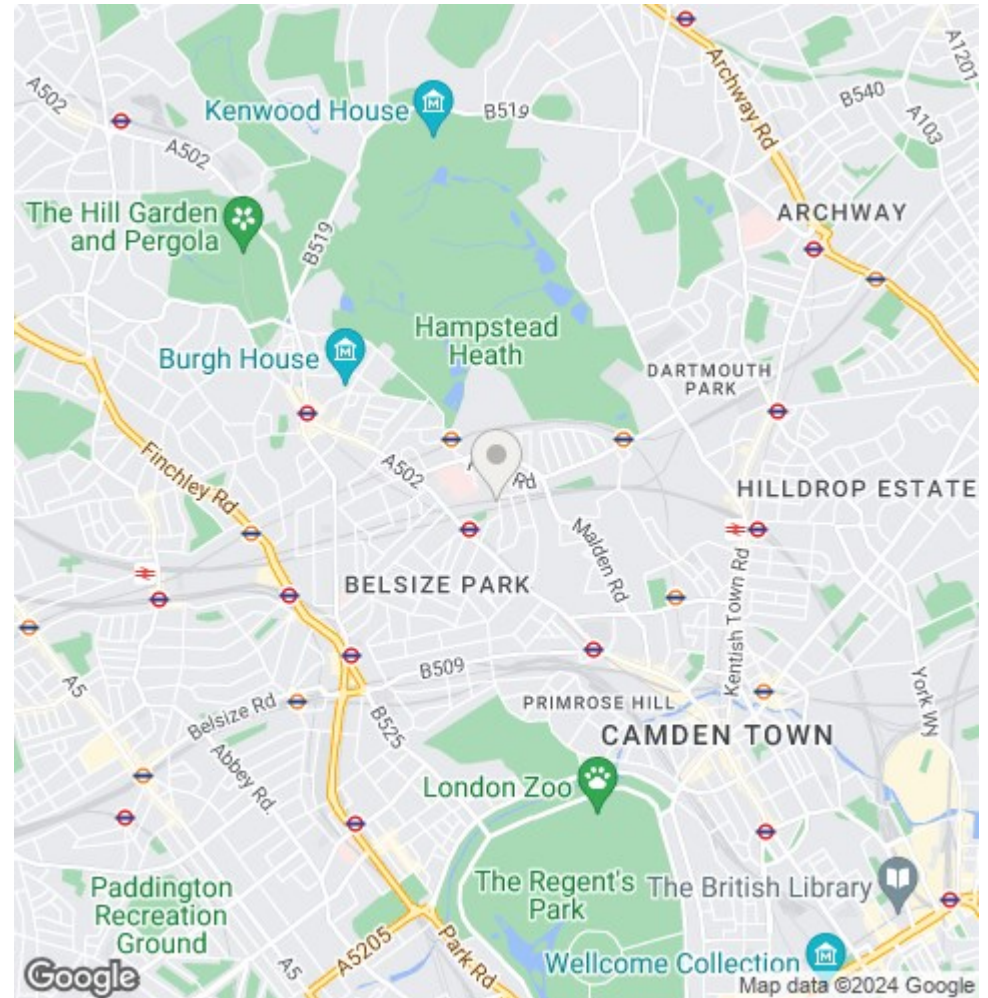 A502
Kenwood House
B519
Archway Rd
A1201
B540
A103
A502
The Hill Garden
and Pergola
B519
ARCHWAY
Hampstead
Heath
Burgh House
DARTMOUTH
PARK
Finchley Rd
A502
Rd
HILLDROP ESTATE
Malden Rd
BELSIZE PARK
Kentish Town Rd
B509
A5
Belsize Rd
B525
PRIMROSE HILL
York Wy
Abbey Rd.
CAMDEN TOWN
London Zoo
Paddington
Recreation
Ground
The Regent's
Park
The British Library
A5
A5205
Park Rd
Wellcome Collection
Google
Map data ©2024 Google